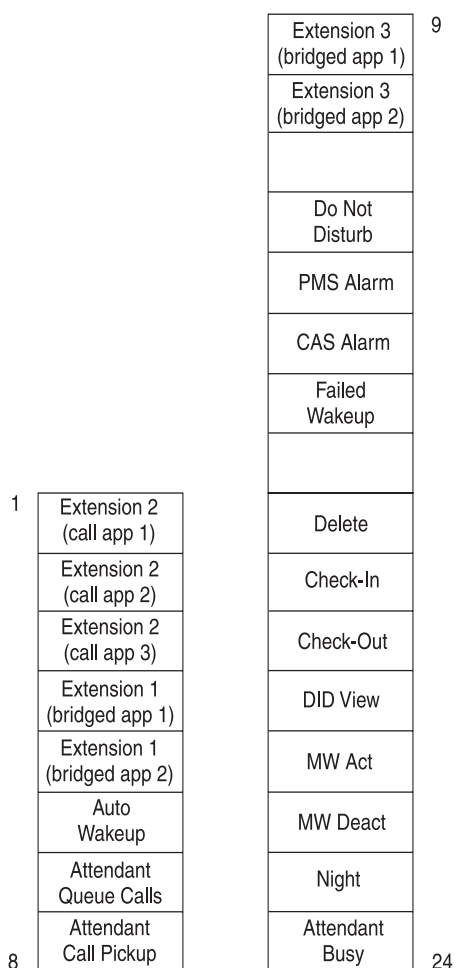 1
Extension 2
(call app 1)
Extension 2
(call app 2)
Extension 2
(call app 3)
Extension 1
(bridged app 1)
Extension 1
(bridged app 2)
Auto
Wakeup
Attendant
Queue Calls
Attendant
Call Pickup
8
9
Extension 3
(bridged app 1)
Extension 3
(bridged app 2)
Do Not
Disturb
PMS Alarm
CAS Alarm
Failed
Wakeup
Delete
Check-In
Check-Out
DID View
MW Act
MW Deact
Night
Attendant
Busy
24